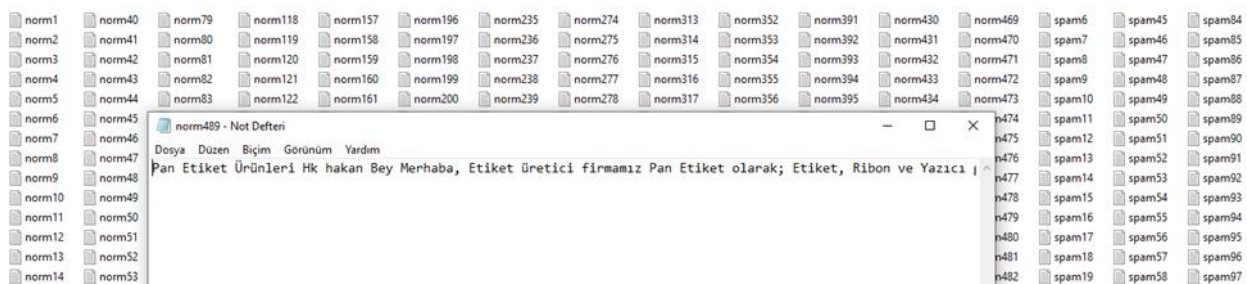 norm1 norm40 norm79 norm118 norm157 norm196 norm235 norm274 norm313 norm352 norm391 norm430 norm469 spam6 spam45 spam84
norm2 norm41 norm80 norm119 norm158 norm197 norm236 norm275 norm314 norm353 norm392 norm431 norm470 spam7 spam46 spam85
norm3 norm42 norm81 norm120 norm159 norm198 norm237 norm276 norm315 norm354 norm393 norm432 norm471 spam8 spam47 spam86
norm4 norm43 norm82 norm121 norm160 norm199 norm238 norm277 norm316 norm355 norm394 norm433 norm472 spam9 spam48 spam87
norm5 norm44 norm83 norm122 norm161 norm200 norm239 norm278 norm317 norm356 norm395 norm434 norm473 spam10 spam49 spam88
norm6 norm45 norm489 - Not Defteri n474 spam11 spam50 spam89
norm7 norm46 Dosya Düzen Biçim Görünüm Yardım n475 spam12 spam51 spam90
norm8 norm47 Pan Etiket Ürünleri Hk hakan Bey Merhaba, Etiket üretici firmamız Pan Etiket olarak; Etiket, Ribon ve Yazıcı n476 spam13 spam52 spam91
norm9 norm48 n477 spam14 spam53 spam92
norm10 norm49 n478 spam15 spam54 spam93
norm11 norm50 n479 spam16 spam55 spam94
norm12 norm51 n480 spam17 spam56 spam95
norm13 norm52 n481 spam18 spam57 spam96
norm14 norm53 n482 spam19 spam58 spam97